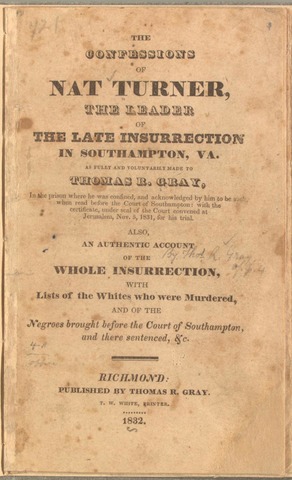 THE
CONFESSIONS
OF
NAT TURNER,
THE LEADER
OF
THE LATE INSURRECTION
IN SOUTHAMPTON, VA.
AS FULLY AND VOLUNTARILY MADE TO
THOMAS R. GRAY,
In the prison where he was confined, and acknowledged by him to be such
when read before the Court of Southampton: with the
certificate, under seal of the Court convened at
Jerusalem, Nov. 5, 1831, for his trial.
ALSO,
AN AUTHENTIC ACCOUNT
By Thos. R. Gray
OF THE
WHOLE INSURRECTION,
WITH
Lists of the Whites who were Murdered,
AND OF THE
Negroes brought before the Court of Southampton,
and there sentenced, &c.
RICHMOND:
PUBLISHED BY THOMAS R. GRAY.
T. W. WHITE, PRINTER.
1832.